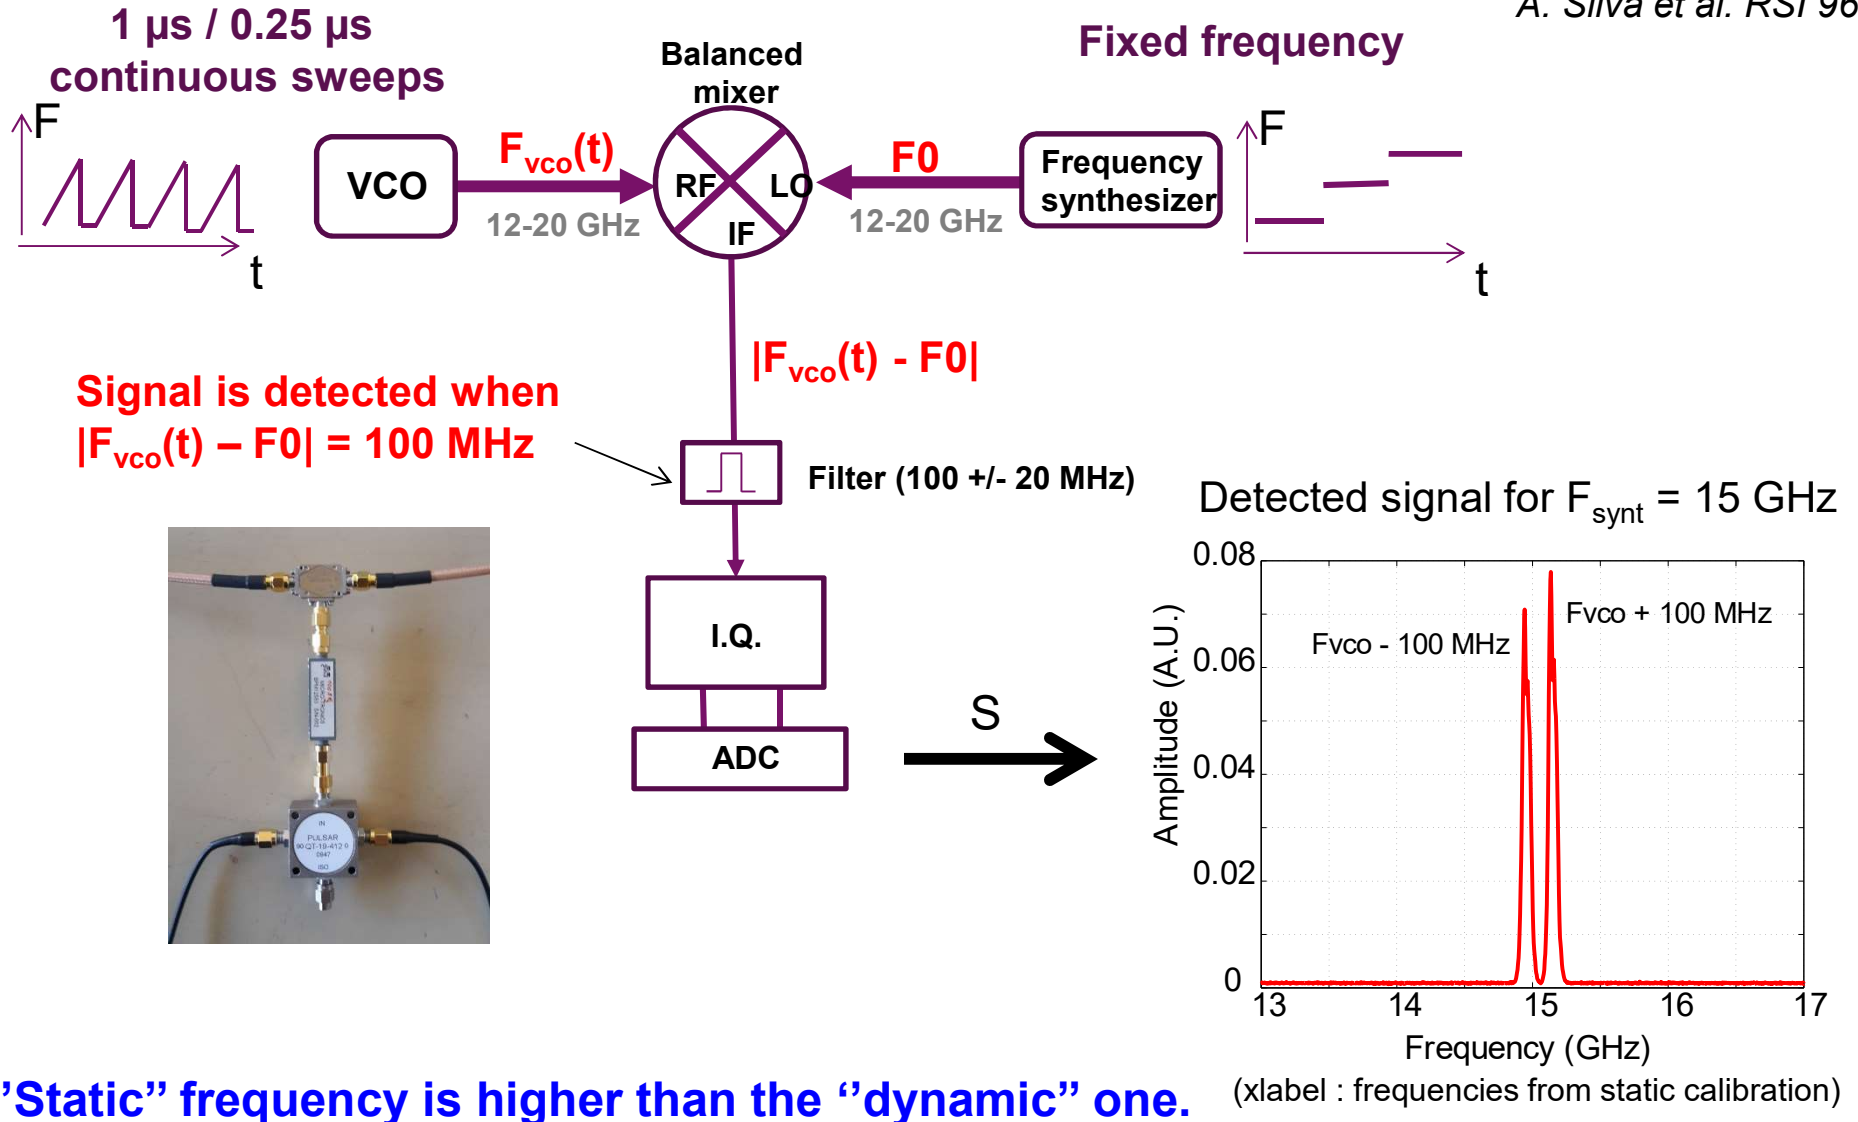 A. Silva et al. RSI 96
1 µs / 0.25 µs
continuous sweeps
F
t
VCO
Fvco(t)
12-20 GHz
Balanced
mixer
RF
LO
IF
F0
12-20 GHz
Fixed frequency
Frequency
synthesizer
F
t
|Fvco(t) - F0|
Signal is detected when
|Fvco(t) – F0| = 100 MHz
Filter (100 +/- 20 MHz)
I.Q.
ADC
S
IN
PULSAR
ISO
Detected signal for Fsynt = 15 GHz
0.08
0.06
0.04
0.02
0
Amplitude (A.U.)
Fvco - 100 MHz
Fvco + 100 MHz
13
14
15
16
17
Frequency (GHz)
(xlabel : frequencies from static calibration)
’’Static’’ frequency is higher than the ‘’dynamic’’ one.